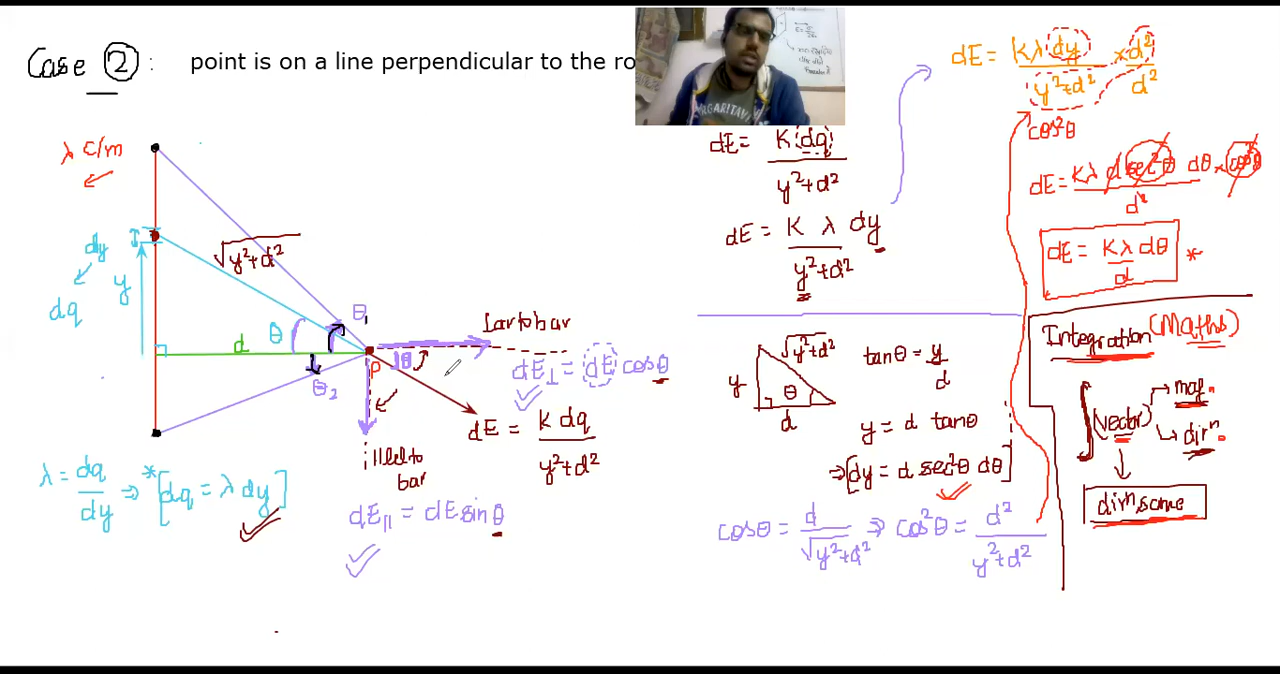 Case ② : point is on a line perpendicular to the ro
λ C/m
dy
dq
y
√y²+d²
d
θ
θ₁
θ₂
P
θ
⊥ar to bar
dE⊥ = dE cosθ
dE = K dq / y²+d²
||led to
bar
dE|| = dE sinθ
λ = dq/dy ⇒ *[dq = λ dy]
MARGARITAVI
dE = K dq / y²+d²
dE = K λ dy / y²+d²
√y²+d²
y
θ
d
tanθ = y/d
y = d tanθ
⇒ [dy = d sec²θ dθ]
cosθ = d / √y²+d² ⇒ cos²θ = d² / y²+d²
dE = Kλ dy / y²+d² × d²/d²
cos²θ
dE = Kλ d sec²θ dθ × cos²θ / d²
dE = Kλ dθ / d *
Integration (Maths)
∫ (vector) → mag.
→ dirⁿ.
dirⁿ same